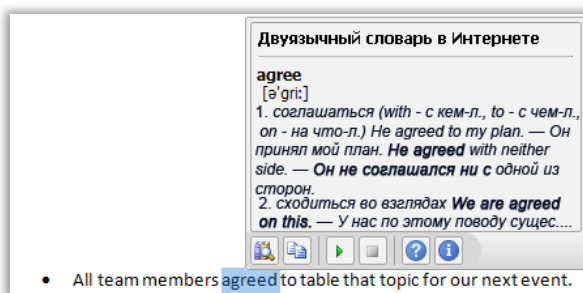 Двуязычный словарь в Интернете
agree
[ə'gri:]
1. соглашаться (with - с кем-л., to - с чем-л.,
on - на что-л.) He agreed to my plan. — Он
принял мой план. He agreed with neither
side. — Он не соглашался ни с одной из
сторон.
2. сходиться во взглядах We are agreed
on this. — У нас по этому поводу сущес....
• All team members agreed to table that topic for our next event.